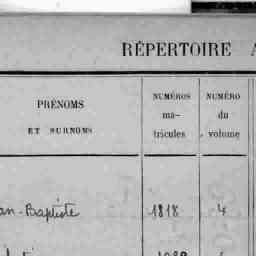 RÉPERTOIRE A
PRÉNOMS
ET SURNOMS
NUMÉROS
ma-
tricules
NUMÉRO
du
volume
an-Baptiste 1818 4